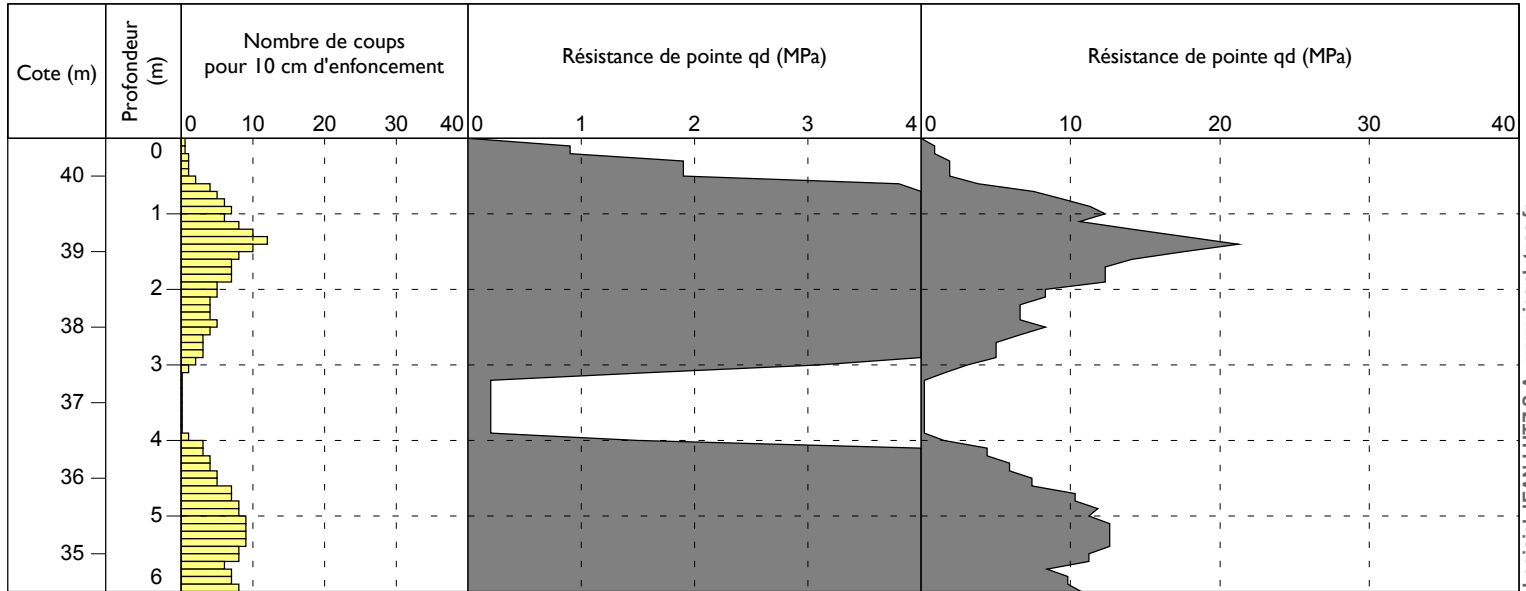 Cote (m)
Profondeur
(m)
Nombre de coups
pour 10 cm d'enfoncement
0 10 20 30 40
Résistance de pointe qd (MPa)
0 1 2 3 4
Résistance de pointe qd (MPa)
0 10 20 30 40
0
40
1
39
2
38
3
37
4
36
5
35
6